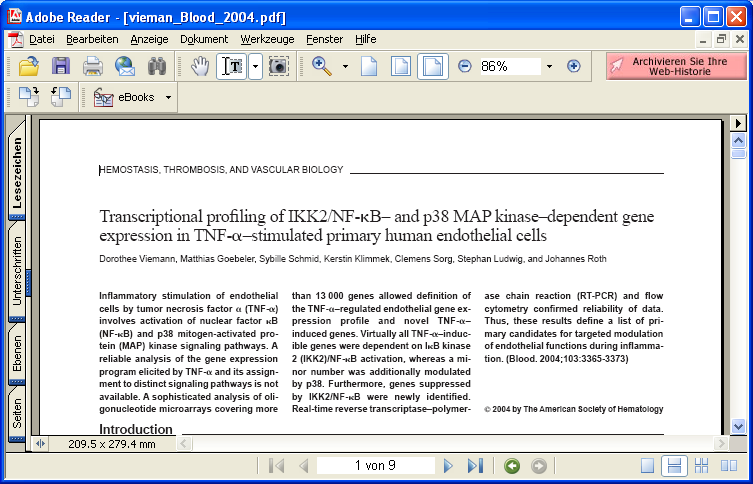 Adobe Reader - [vieman_Blood_2004.pdf]
Datei Bearbeiten Anzeige Dokument Werkzeuge Fenster Hilfe
T 86% Archivieren Sie Ihre
Web-Historie
eBooks
Lesezeichen
Unterschriften
Ebenen
Seiten
HEMOSTASIS, THROMBOSIS, AND VASCULAR BIOLOGY
Transcriptional profiling of IKK2/NF-κB– and p38 MAP kinase–dependent gene
expression in TNF-α–stimulated primary human endothelial cells
Dorothee Viemann, Matthias Goebeler, Sybille Schmid, Kerstin Klimmek, Clemens Sorg, Stephan Ludwig, and Johannes Roth
Inflammatory stimulation of endothelial
cells by tumor necrosis factor α (TNF-α)
involves activation of nuclear factor κB
(NF-κB) and p38 mitogen-activated pro-
tein (MAP) kinase signaling pathways. A
reliable analysis of the gene expression
program elicited by TNF-α and its assign-
ment to distinct signaling pathways is not
available. A sophisticated analysis of oli-
gonucleotide microarrays covering more
than 13 000 genes allowed definition of
the TNF-α–regulated endothelial gene ex-
pression profile and novel TNF-α–
induced genes. Virtually all TNF-α–induc-
ible genes were dependent on IκB kinase
2 (IKK2)/NF-κB activation, whereas a mi-
nor number was additionally modulated
by p38. Furthermore, genes suppressed
by IKK2/NF-κB were newly identified.
Real-time reverse transcriptase–polymer-
ase chain reaction (RT-PCR) and flow
cytometry confirmed reliability of data.
Thus, these results define a list of pri-
mary candidates for targeted modulation
of endothelial functions during inflamma-
tion. (Blood. 2004;103:3365-3373)
© 2004 by The American Society of Hematology
Introduction
209.5 x 279.4 mm
1 von 9